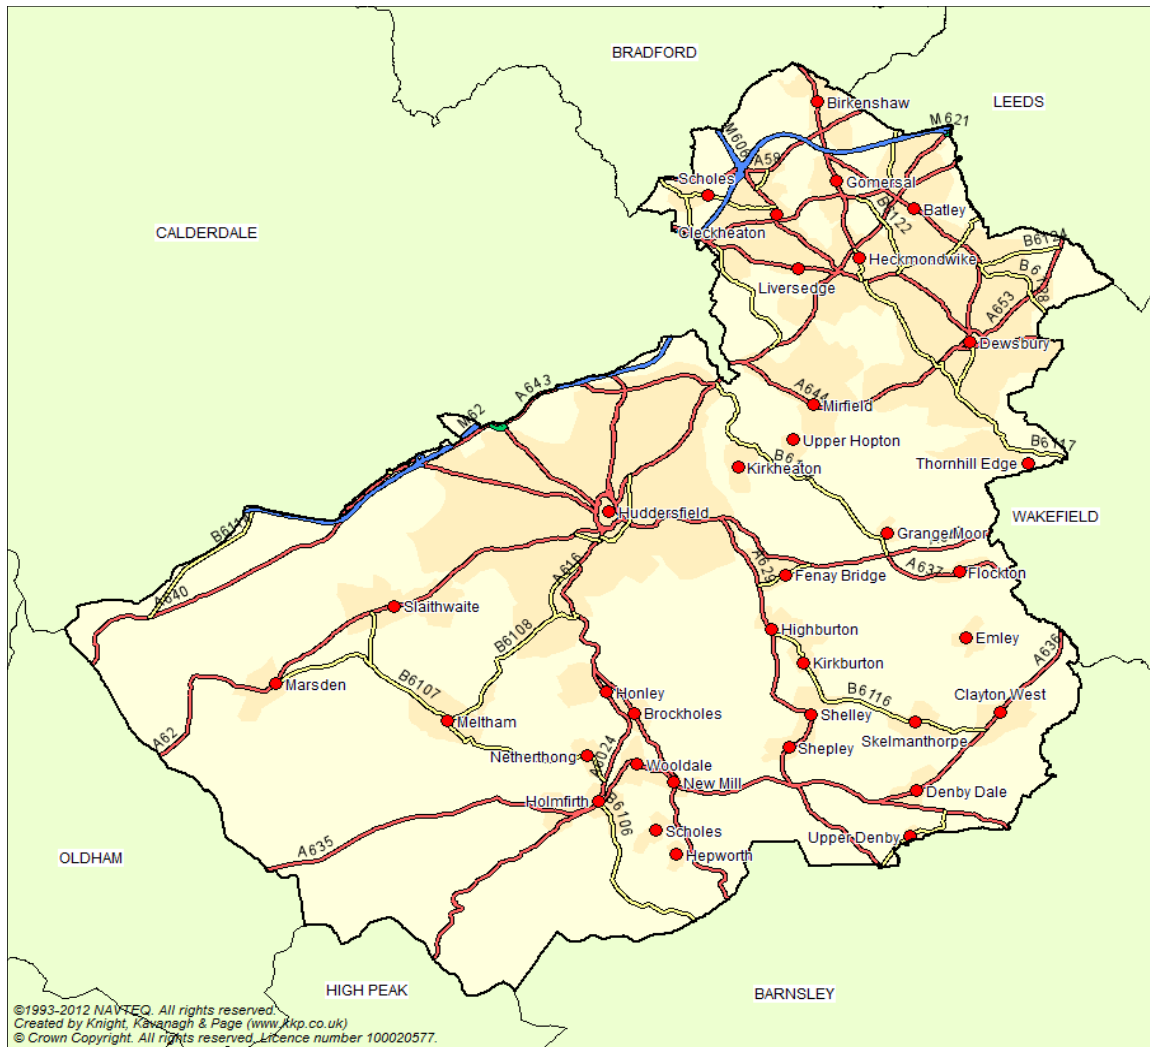 BRADFORD
LEEDS
Birkenshaw
M621
M606
A58
Scholes
Gomersal
Batley
B6122
CALDERDALE
Cleckheaton
B6124
Heckmondwike
Liversedge
A653
Dewsbury
A643
A644
Mirfield
M62
Upper Hopton
B6117
Kirkheaton
Thornhill Edge
Huddersfield
WAKEFIELD
Grange Moor
B6114
A629
A637
Flockton
Fenay Bridge
A616
A640
Slaithwaite
Highburton
Emley
B6108
A636
Kirkburton
Marsden
B6107
B6116
Clayton West
Honley
Brockholes
Shelley
Meltham
Skelmanthorpe
A62
Shepley
Netherthong
A6024
Wooldale
New Mill
Denby Dale
Holmfirth
B6106
Scholes
Upper Denby
A635
Hepworth
OLDHAM
HIGH PEAK
BARNSLEY
©1993-2012 NAVTEQ. All rights reserved.
Created by Knight, Kavanagh & Page (www.kkp.co.uk)
© Crown Copyright. All rights reserved. Licence number 100020577.